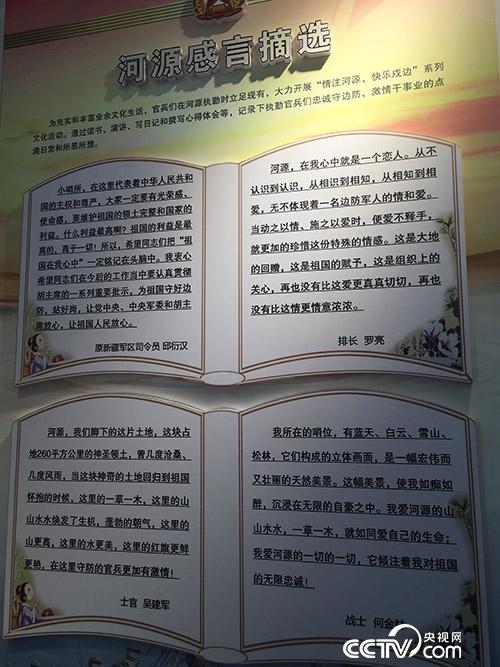 河源感言摘选
为充实和丰富业余文化生活，官兵们在河源执勤时立足现有，大力开展“情注河源，快乐戍边”系列
文化活动。通过读书、演讲、写日记和撰写心得体会等，记录下执勤官兵们忠诚守边防、激情干事业的点
滴日常和所思所想。
小哨所，在这里代表着中华人民共和
国的主权和尊严，大家一定要有光荣感、
使命感，要维护祖国的领土完整和国家的
利益。什么利益最高啊？祖国的利益是最
高的，高于一切！所以，希望同志们把“祖
国在我心中”一定铭记在头脑中。我衷心
希望同志们在今后的工作当中要认真贯彻
胡主席的一系列重要批示，为祖国守好边
防，站好岗，让党中央、中央军委和胡主
席放心，让祖国人民放心。
原新疆军区司令员 邱衍汉
河源，在我心中就是一个恋人。从不
认识到认识，从相识到相知，从相知到相
爱，无不体现着一名边防军人的情和爱。
当动之以情、施之以爱时，便爱不释手，
就更加的珍惜这份特殊的情感。这是大地
的回赠，这是祖国的赋予，这是组织上的
关心，再也没有比这爱更真真切切，再也
没有比这情更情意浓浓。
排长 罗亮
河源，我们脚下的这片土地，这块占
地260平方公里的神圣领土，曾几度沧桑、
几度风雨，当这块神奇的土地回归到祖国
怀抱的时候，这里的一草一木，这里的山
山水水焕发了生机，蓬勃的朝气，这里的
山更高，这里的水更美，这里的红旗更鲜
更艳，在这里守防的官兵更加有激情！
士官 吴建军
我所在的哨位，有蓝天、白云、雪山、
松林，它们构成的立体画面，是一幅宏伟而
又壮丽的天然美景。这幅美景，使我如痴如
醉，沉浸在无限的自豪之中。我爱河源的山
山水水，一草一木，就如同爱自己的生命；
我爱河源的一切的一切，它倾注着我对祖国
的无限忠诚！
战士 何金
央视网
CCTV.com